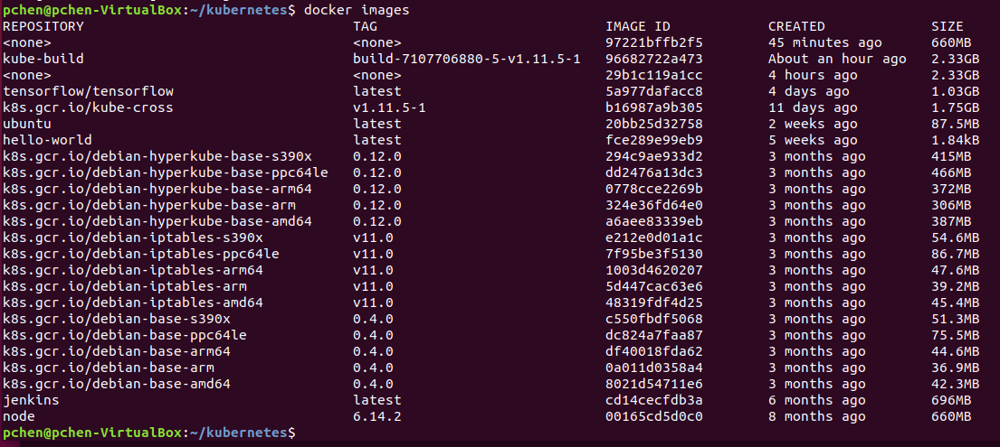 pchen@pchen-VirtualBox:~/kubernetes$ docker images
REPOSITORY TAG IMAGE ID CREATED SIZE
<none> <none> 97221bffb2f5 45 minutes ago 660MB
kube-build build-7107706880-5-v1.11.5-1 96682722a473 About an hour ago 2.33GB
<none> <none> 29b1c119a1cc 4 hours ago 2.33GB
tensorflow/tensorflow latest 5a977dafacc8 4 days ago 1.03GB
k8s.gcr.io/kube-cross v1.11.5-1 b16987a9b305 11 days ago 1.75GB
ubuntu latest 20bb25d32758 2 weeks ago 87.5MB
hello-world latest fce289e99eb9 5 weeks ago 1.84kB
k8s.gcr.io/debian-hyperkube-base-s390x 0.12.0 294c9ae933d2 3 months ago 415MB
k8s.gcr.io/debian-hyperkube-base-ppc64le 0.12.0 dd2476a13dc3 3 months ago 466MB
k8s.gcr.io/debian-hyperkube-base-arm64 0.12.0 0778cce2269b 3 months ago 372MB
k8s.gcr.io/debian-hyperkube-base-arm 0.12.0 324e36fd64e0 3 months ago 306MB
k8s.gcr.io/debian-hyperkube-base-amd64 0.12.0 a6aee83339eb 3 months ago 387MB
k8s.gcr.io/debian-iptables-s390x v11.0 e212e0d01a1c 3 months ago 54.6MB
k8s.gcr.io/debian-iptables-ppc64le v11.0 7f95be3f5130 3 months ago 86.7MB
k8s.gcr.io/debian-iptables-arm64 v11.0 1003d4620207 3 months ago 47.6MB
k8s.gcr.io/debian-iptables-arm v11.0 5d447cac63e6 3 months ago 39.2MB
k8s.gcr.io/debian-iptables-amd64 v11.0 48319fdf4d25 3 months ago 45.4MB
k8s.gcr.io/debian-base-s390x 0.4.0 c550fbdf5068 3 months ago 51.3MB
k8s.gcr.io/debian-base-ppc64le 0.4.0 dc824a7faa87 3 months ago 75.5MB
k8s.gcr.io/debian-base-arm64 0.4.0 df40018fda62 3 months ago 44.6MB
k8s.gcr.io/debian-base-arm 0.4.0 0a011d0358a4 3 months ago 36.9MB
k8s.gcr.io/debian-base-amd64 0.4.0 8021d54711e6 3 months ago 42.3MB
jenkins latest cd14cecfdb3a 6 months ago 696MB
node 6.14.2 00165cd5d0c0 8 months ago 660MB
pchen@pchen-VirtualBox:~/kubernetes$